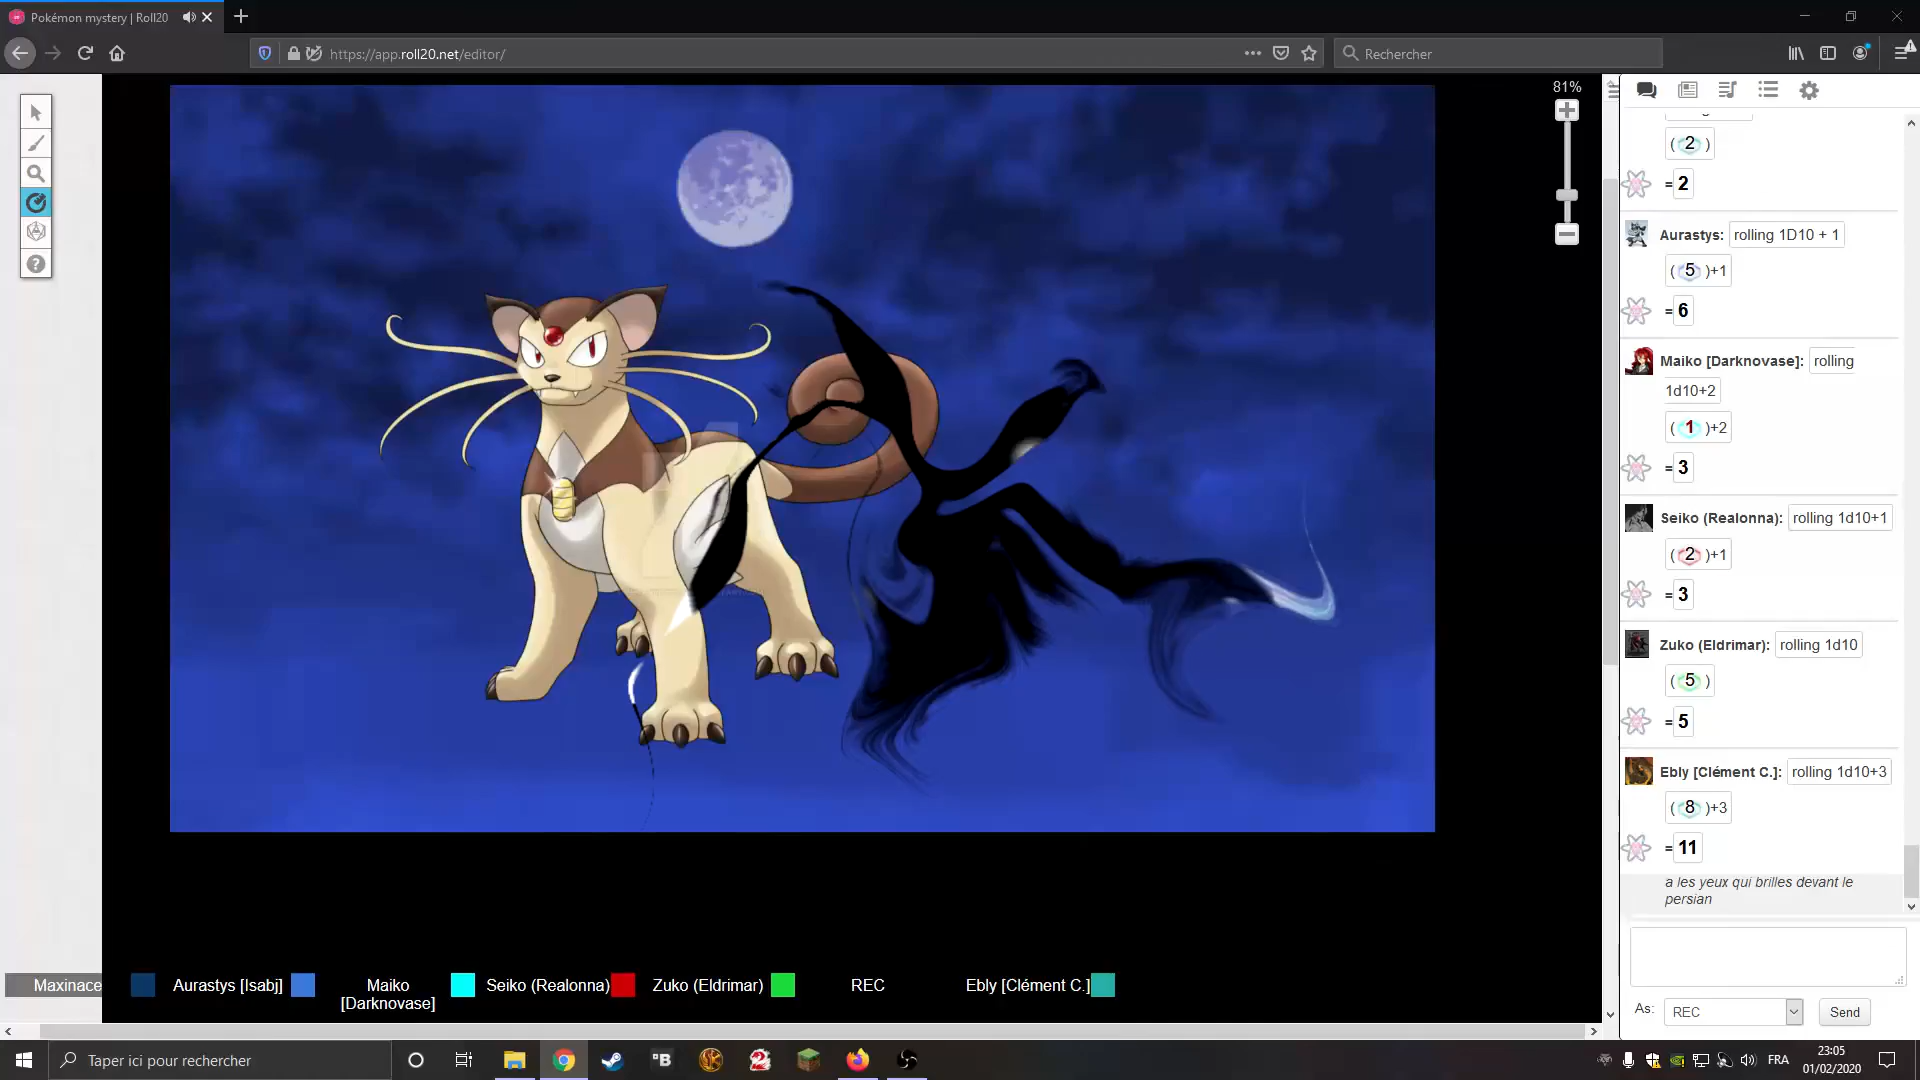 Pokémon mystery | Roll20
https://app.roll20.net/editor/
Rechercher
81%
( 2 )
= 2
Aurastys: rolling 1D10 + 1
( 5 )+1
= 6
Maiko [Darknovase]: rolling
1d10+2
( 1 )+2
= 3
Seiko (Realonna): rolling 1d10+1
( 2 )+1
= 3
Zuko (Eldrimar): rolling 1d10
( 5 )
= 5
Ebly [Clément C.]: rolling 1d10+3
( 8 )+3
= 11
a les yeux qui brilles devant le
persian
Maxinace
Aurastys [Isabj]
Maiko
[Darknovase]
Seiko (Realonna)
Zuko (Eldrimar)
REC
Ebly [Clément C.]
As: REC
Send
Taper ici pour rechercher
FRA
23:05
01/02/2020